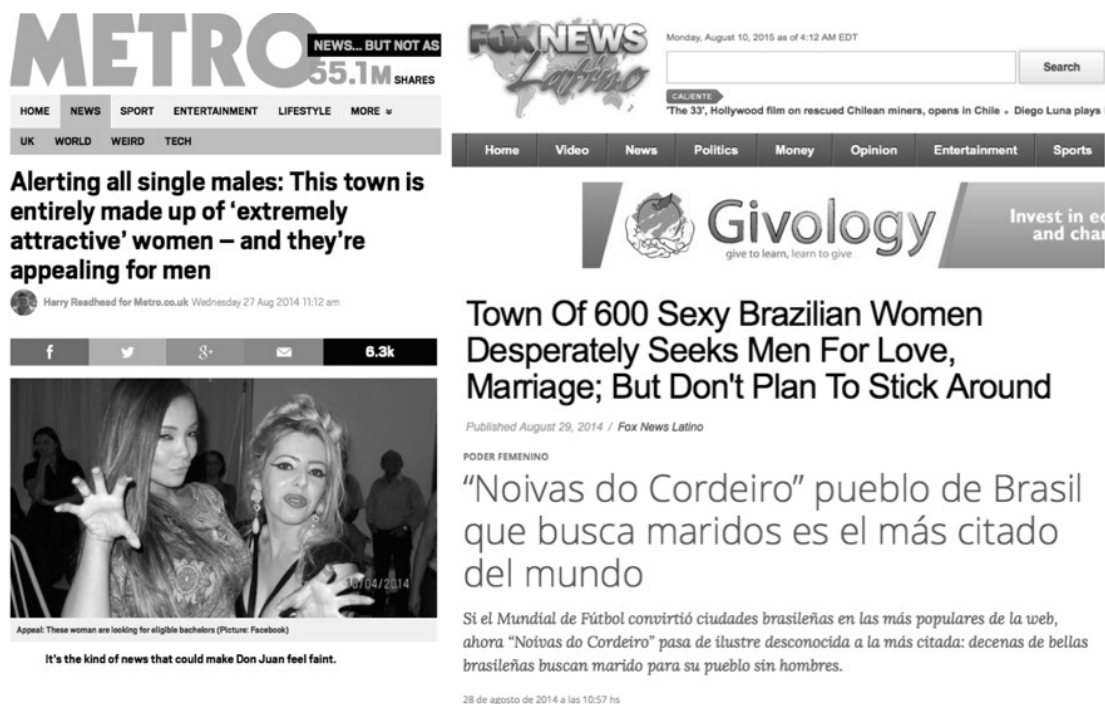 METRO
NEWS... BUT NOT AS
55.1M SHARES
HOME NEWS SPORT ENTERTAINMENT LIFESTYLE MORE
UK WORLD WEIRD TECH
Alerting all single males: This town is
entirely made up of ‘extremely
attractive’ women – and they’re
appealing for men
Harry Readhead for Metro.co.uk Wednesday 27 Aug 2014 11:12 am
6.3k
/04/2014
Appeal: These woman are looking for eligible bachelors (Picture: Facebook)
It's the kind of news that could make Don Juan feel faint.
FOX NEWS
Latino
Monday, August 10, 2015 as of 4:12 AM EDT
Search
CALIENTE
'The 33', Hollywood film on rescued Chilean miners, opens in Chile • Diego Luna plays
Home Video News Politics Money Opinion Entertainment Sports
Givology
give to learn, learn to give
Invest in
and
Town Of 600 Sexy Brazilian Women
Desperately Seeks Men For Love,
Marriage; But Don't Plan To Stick Around
Published August 29, 2014 / Fox News Latino
PODER FEMENINO
“Noivas do Cordeiro” pueblo de Brasil
que busca maridos es el más citado
del mundo
Si el Mundial de Fútbol convirtió ciudades brasileñas en las más populares de la web,
ahora “Noivas do Cordeiro” pasa de ilustre desconocida a la más citada: decenas de bellas
brasileñas buscan marido para su pueblo sin hombres.
28 de agosto de 2014 a las 10:57 hs